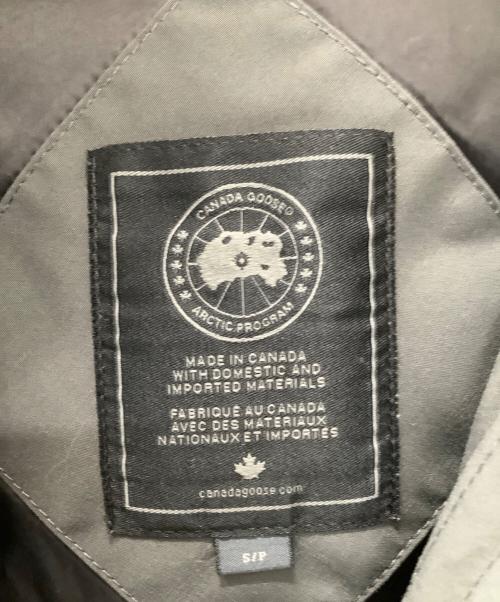 CANADA GOOSE®
ARCTIC PROGRAM
MADE IN CANADA
WITH DOMESTIC AND
IMPORTED MATERIALS
FABRIQUÉ AU CANADA
AVEC DES MATERIAUX
NATIONAUX ET IMPORTÉS
canadagoose.com
S/P